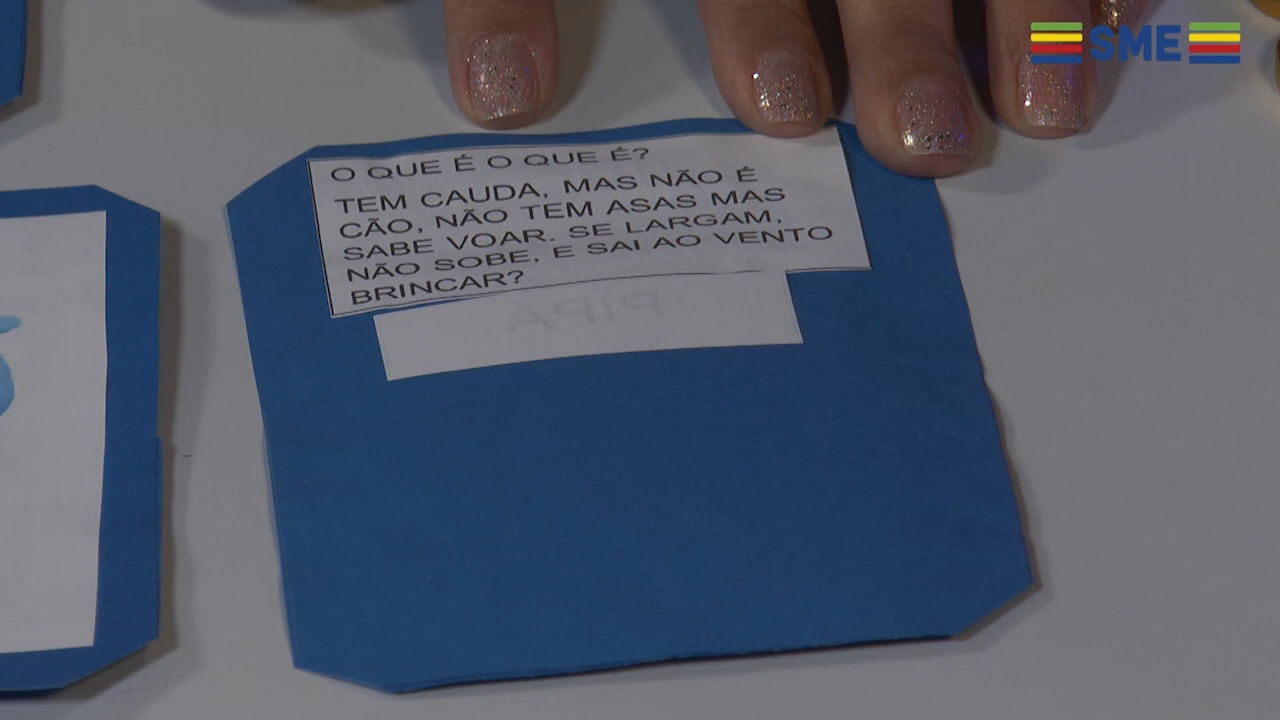 SME
O QUE É O QUE É?
TEM CAUDA, MAS NÃO É
CÃO, NÃO TEM ASAS MAS
SABE VOAR. SE LARGAM,
NÃO SOBE, E SAI AO VENTO
BRINCAR?
PIPA